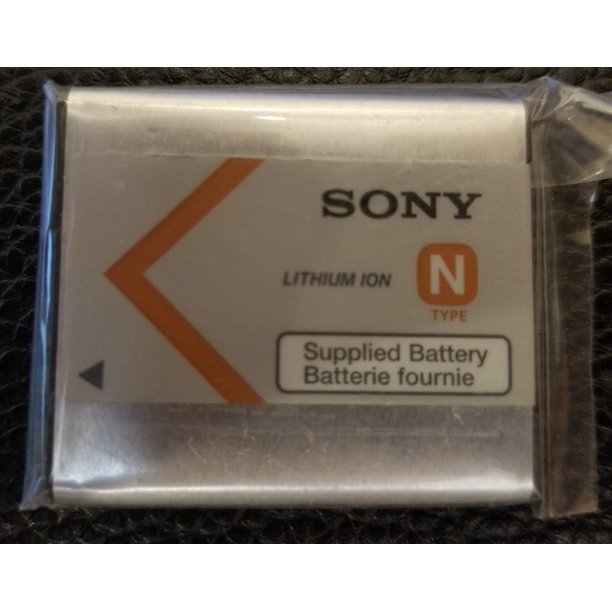 SONY
LITHIUM ION
N
TYPE
Supplied Battery
Batterie fournie